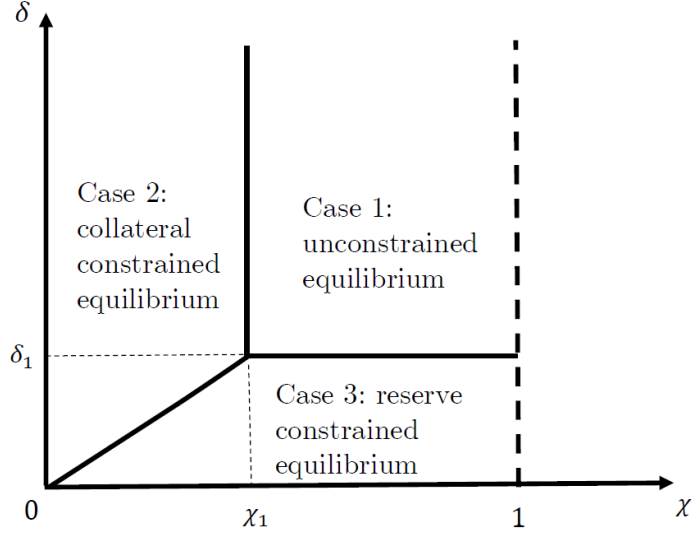 δ
Case 2:
collateral
constrained
equilibrium
Case 1:
unconstrained
equilibrium
δ₁
Case 3: reserve
constrained
equilibrium
0
χ₁
1
χ